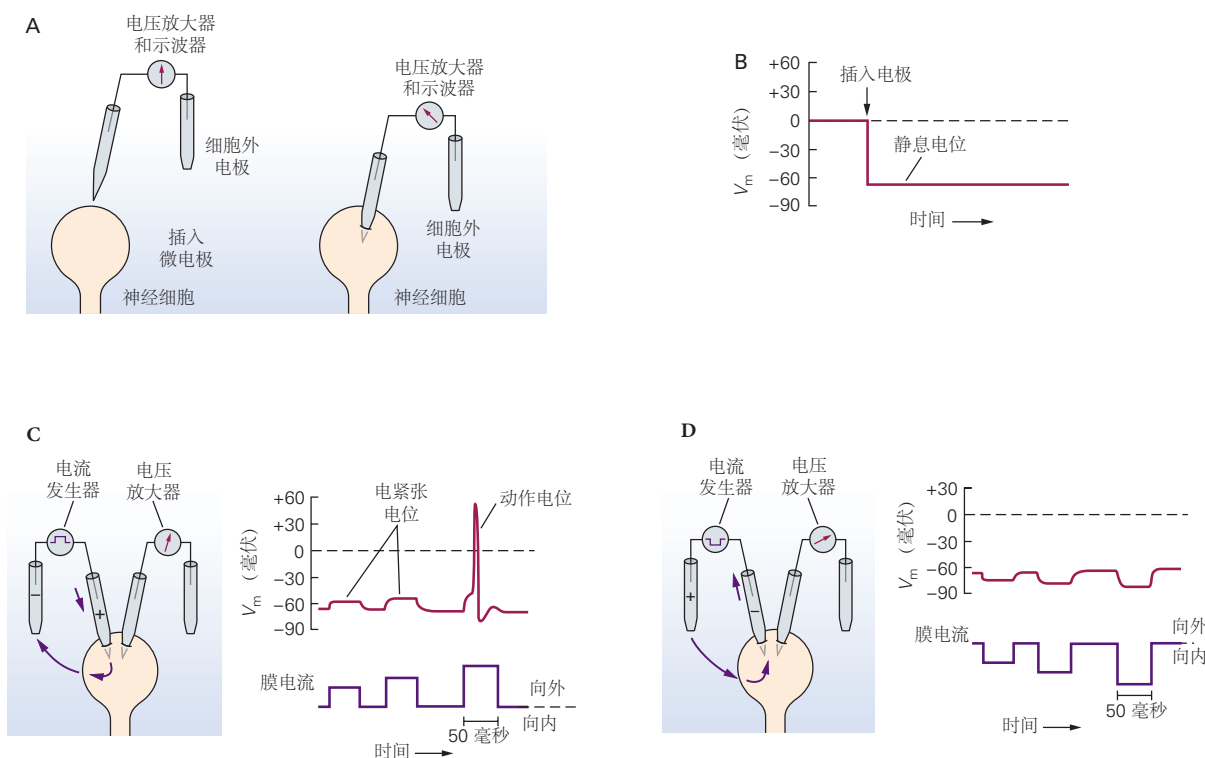 A
电压放大器
和示波器
细胞外
电极
插入
微电极
神经细胞
电压放大器
和示波器
细胞外
电极
神经细胞
B
+60
+30
0
−30
−60
−90
Vm (毫伏)
插入电极
静息电位
时间
C
电流
发生器
电压
放大器
−
+
+60
+30
0
−30
−60
−90
Vm (毫伏)
电紧张
电位
动作电位
膜电流
向外
向内
50 毫秒
时间
D
电流
发生器
电压
放大器
+
−
+30
0
−30
−60
−90
Vm (毫伏)
膜电流
向外
向内
50 毫秒
时间